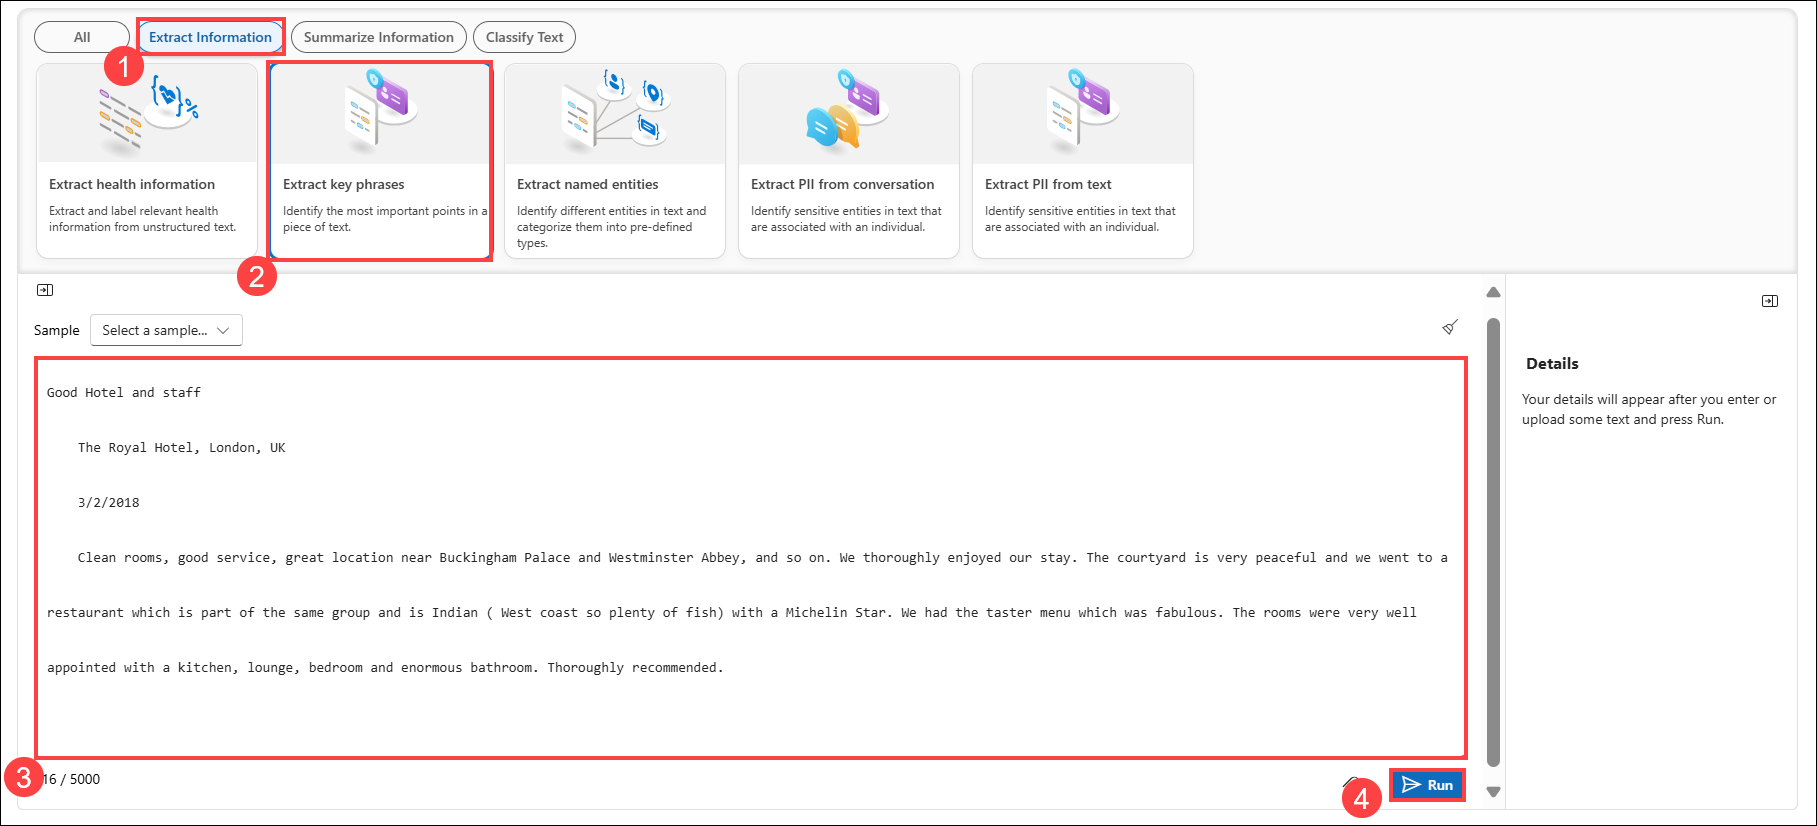 All
Extract Information
Summarize Information
Classify Text
1
Extract health information
Extract and label relevant health
information from unstructured text.
Extract key phrases
Identify the most important points in a
piece of text.
Extract named entities
Identify different entities in text and
categorize them into pre-defined
types.
Extract PII from conversation
Identify sensitive entities in text that
are associated with an individual.
Extract PII from text
Identify sensitive entities in text that
are associated with an individual.
2
Sample
Select a sample...
Good Hotel and staff
The Royal Hotel, London, UK
3/2/2018
Clean rooms, good service, great location near Buckingham Palace and Westminster Abbey, and so on. We thoroughly enjoyed our stay. The courtyard is very peaceful and we went to a
restaurant which is part of the same group and is Indian ( West coast so plenty of fish) with a Michelin Star. We had the taster menu which was fabulous. The rooms were very well
appointed with a kitchen, lounge, bedroom and enormous bathroom. Thoroughly recommended.
3
16 / 5000
4
Run
Details
Your details will appear after you enter or
upload some text and press Run.